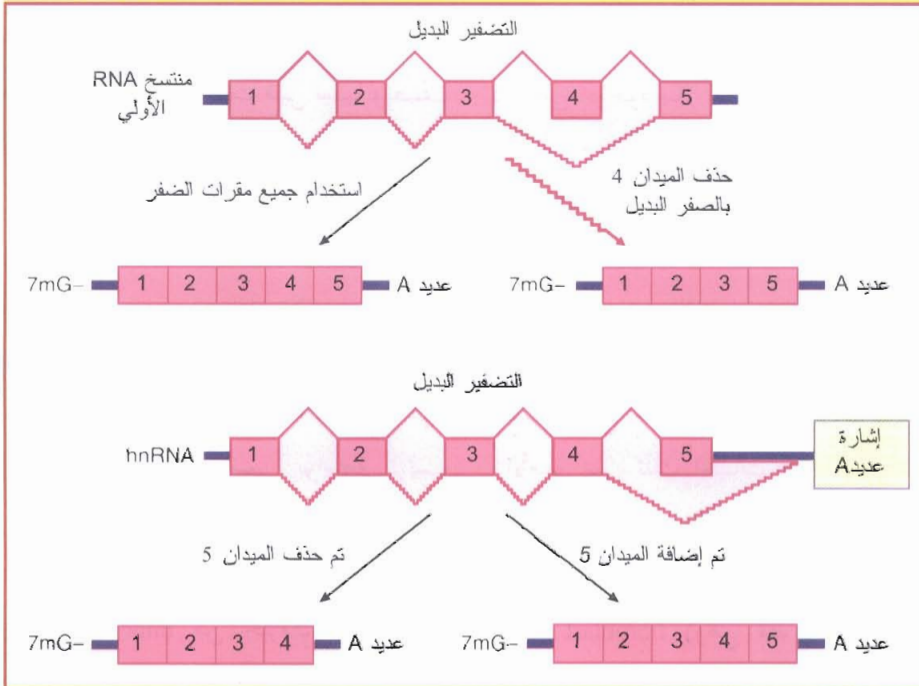 التضفير البديل
منتسخ RNA
الأولي
1 2 3 4 5
استخدام جميع مقرات الضفر
حذف الميدان 4
بالصفر البديل
7mG– 1 2 3 4 5 عديد A
7mG– 1 2 3 5 عديد A
التضفير البديل
hnRNA 1 2 3 4 5
إشارة
عديدA
تم حذف الميدان 5
تم إضافة الميدان 5
7mG– 1 2 3 4 عديد A
7mG– 1 2 3 4 5 عديد A